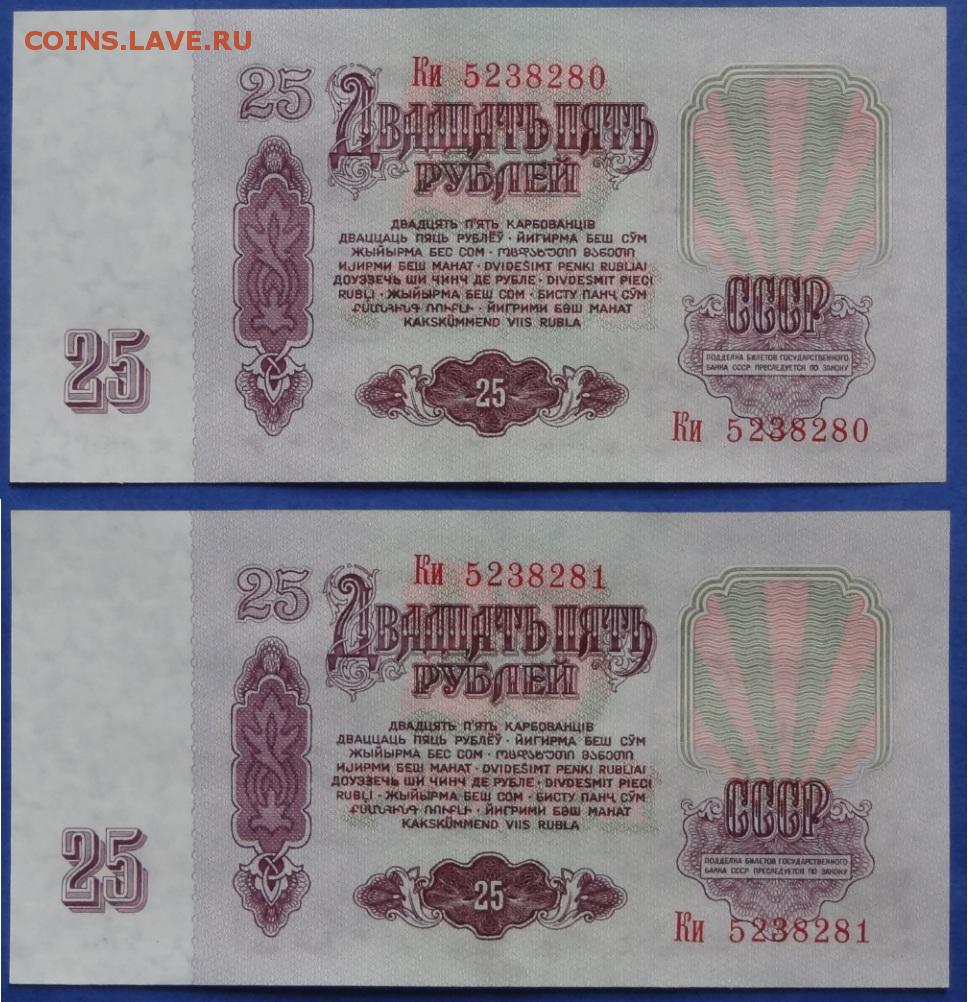 COINS.LAVE.RU
25
Ки 5238280
Двадцать пять
рублей
ДВАДЦЯТЬ П'ЯТЬ КАРБОВАНЦІВ
ДВАЦЦАЦЬ ПЯЦЬ РУБЛЁЎ · ЙИГИРМА БЕШ СЎМ
ЖЫЙЫРМА БЕС СОМ · ოცდახუთი მანეთი
ИЈИРМИ БЕШ МАНАТ · DVIDEŠIMT PENKI RUBLIAI
ДОУЗЗЕЧЬ ШИ ЧИНЧ ДЕ РУБЛЕ · DIVDESMIT PIECI
RUBĻI · ЖЫЙЫРМА БЕШ СОМ · БИСТУ ПАНҶ СӮМ
ՔՍԱՆՀԻՆԳ ՌՈՒԲԼԻ · ЙИГРИМИ БӘШ МАНАТ
KAKSKÜMMEND VIIS RUBLA
СССР
ПОДДЕЛКА БИЛЕТОВ ГОСУДАРСТВЕННОГО
БАНКА СССР ПРЕСЛЕДУЕТСЯ ПО ЗАКОНУ
25
25
Ки 5238280
25
Ки 5238281
Двадцать пять
рублей
ДВАДЦЯТЬ П'ЯТЬ КАРБОВАНЦІВ
ДВАЦЦАЦЬ ПЯЦЬ РУБЛЁЎ · ЙИГИРМА БЕШ СЎМ
ЖЫЙЫРМА БЕС СОМ · ოცდახუთი მანეთი
ИЈИРМИ БЕШ МАНАТ · DVIDEŠIMT PENKI RUBLIAI
ДОУЗЗЕЧЬ ШИ ЧИНЧ ДЕ РУБЛЕ · DIVDESMIT PIECI
RUBĻI · ЖЫЙЫРМА БЕШ СОМ · БИСТУ ПАНҶ СӮМ
ՔՍԱՆՀԻՆԳ ՌՈՒԲԼԻ · ЙИГРИМИ БӘШ МАНАТ
KAKSKÜMMEND VIIS RUBLA
СССР
ПОДДЕЛКА БИЛЕТОВ ГОСУДАРСТВЕННОГО
БАНКА СССР ПРЕСЛЕДУЕТСЯ ПО ЗАКОНУ
25
25
Ки 5238281